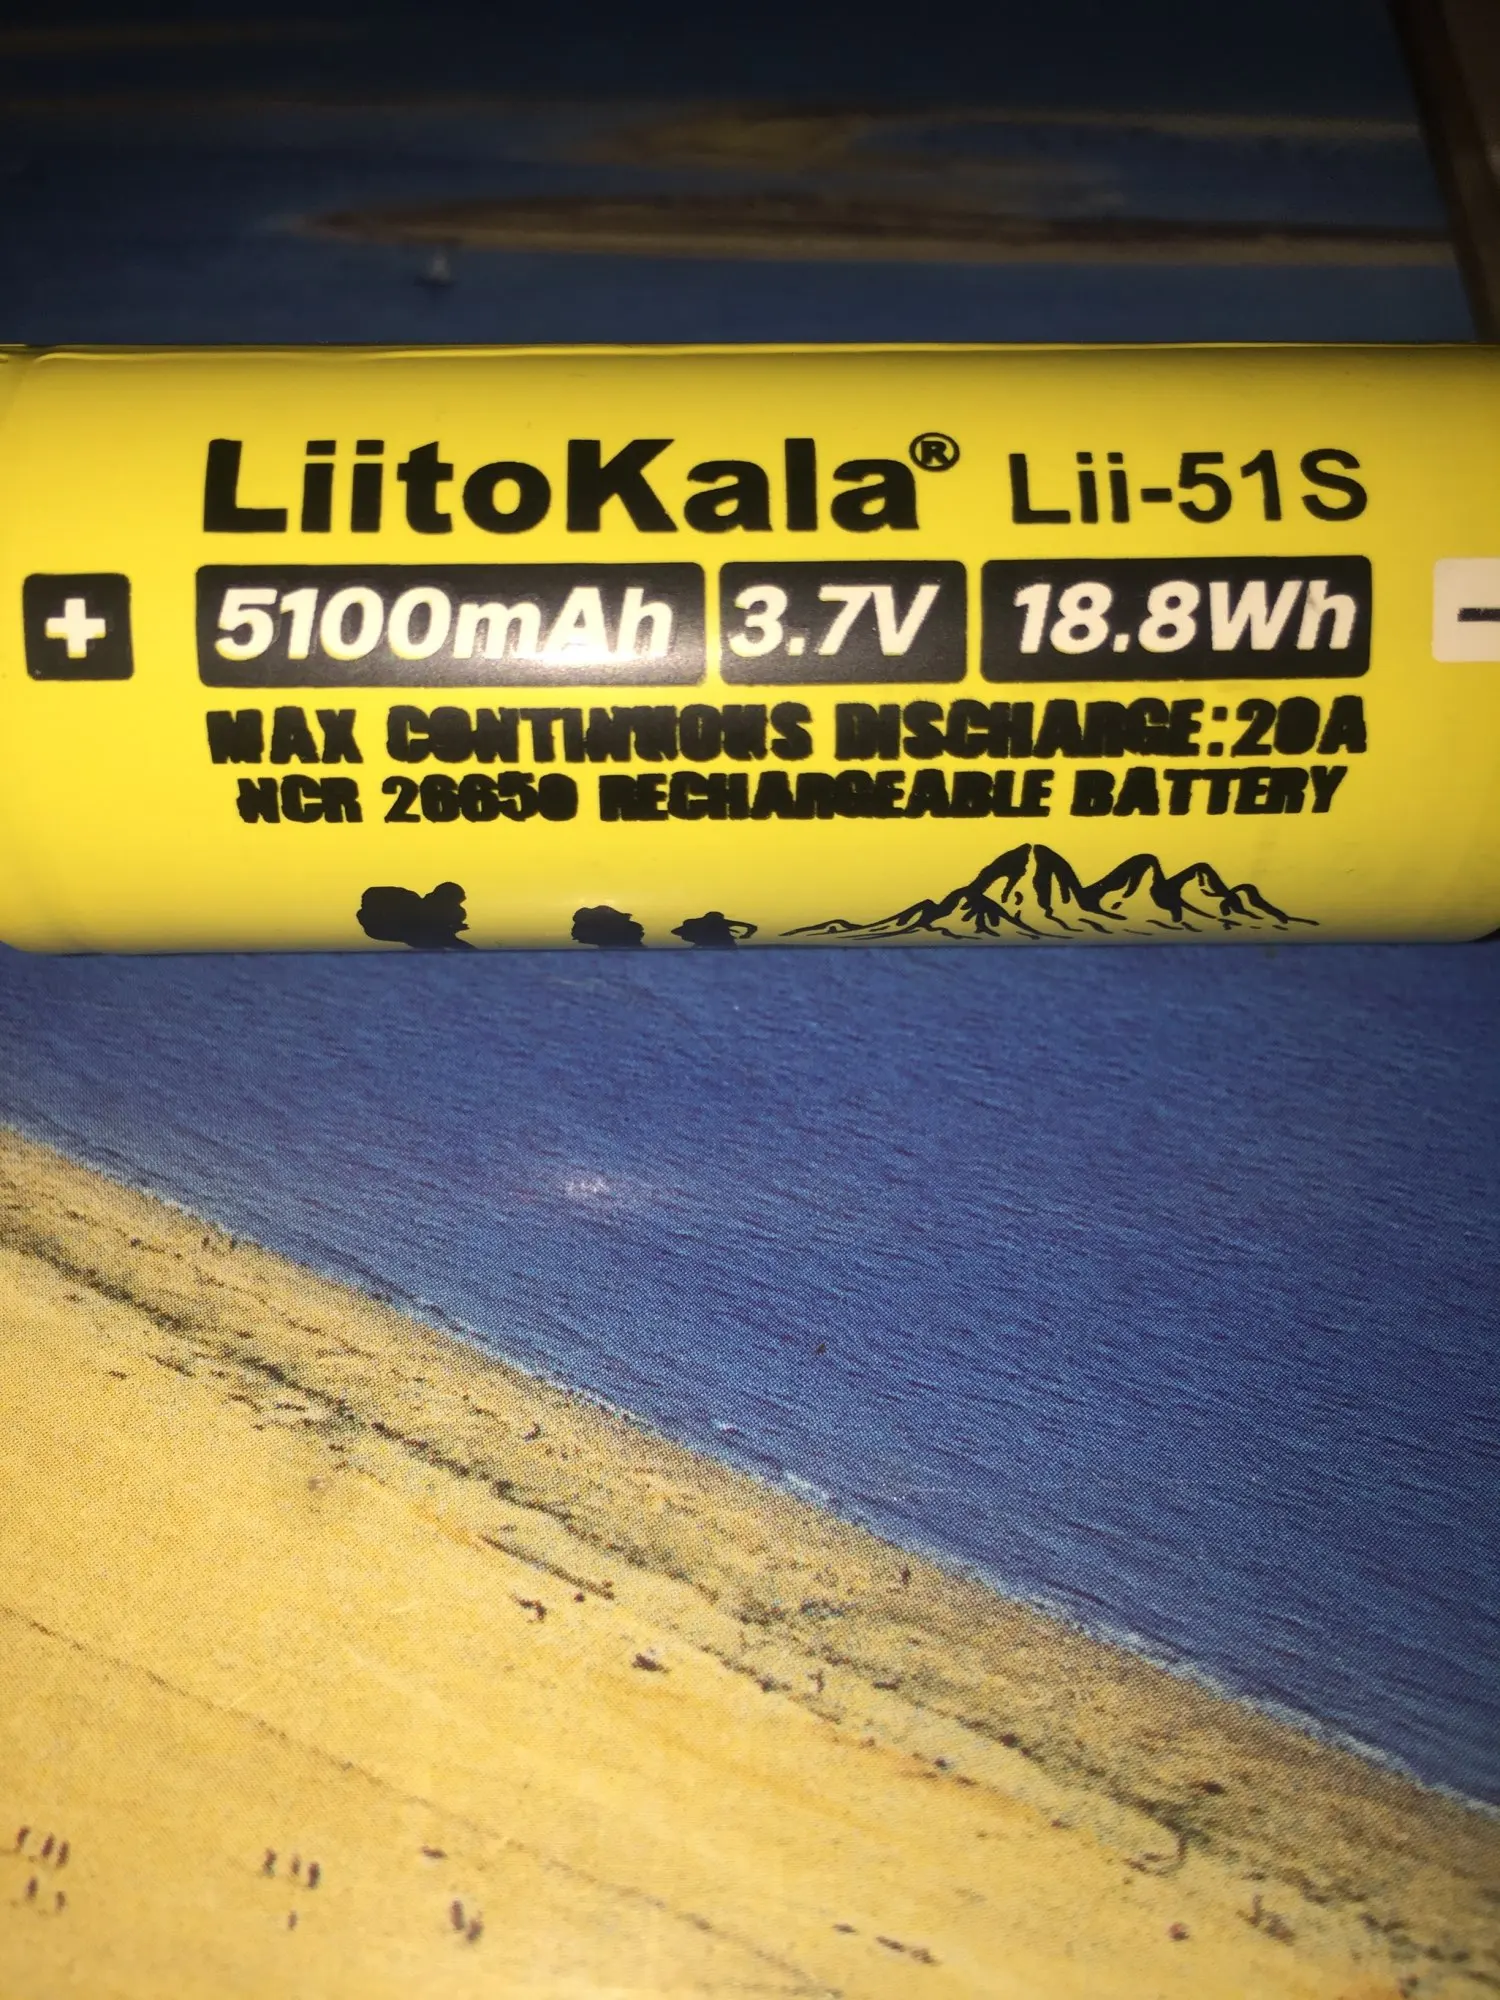 LiitoKala® Lii-51S
+ 5100mAh 3.7V 18.8Wh -
MAX CONTINUOUS DISCHARGE:20A
NCR 26650 RECHARGEABLE BATTERY